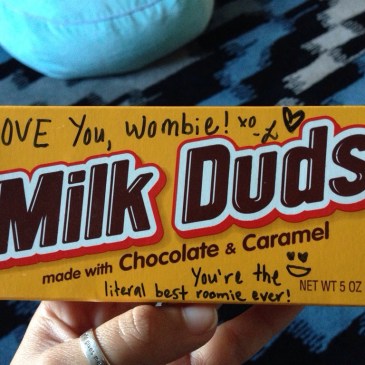 OVE You, Wombie! xo
-L
Milk Duds
made with Chocolate & Caramel
You're the
literal best roomie ever!
NET WT 5 OZ